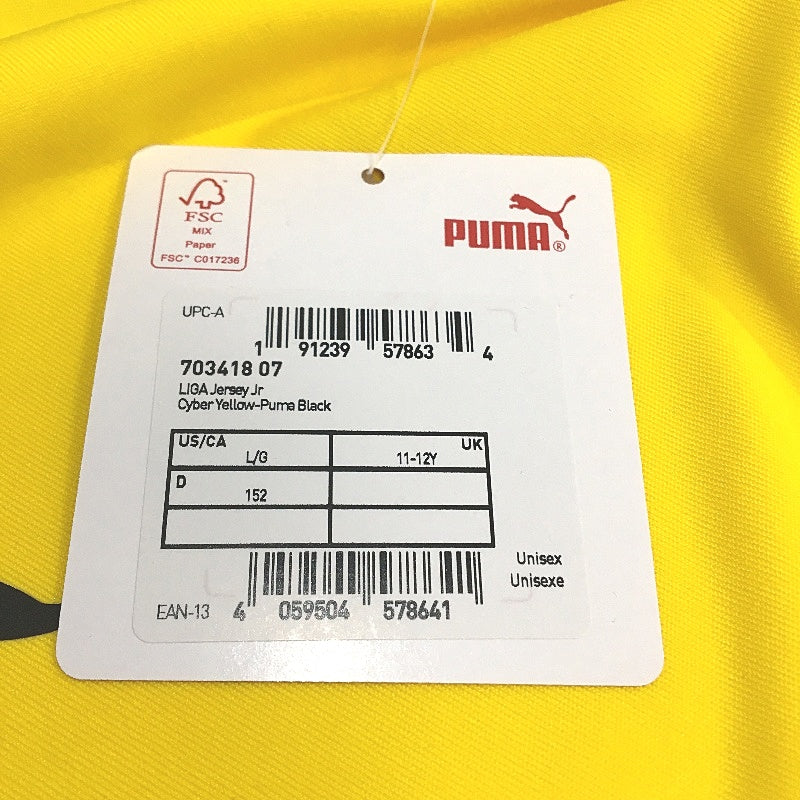 FSC
MIX
Paper
FSC™ C017236
PUMA®
UPC-A
1 91239 57863 4
703418 07
LIGA Jersey Jr
Cyber Yellow-Puma Black
US/CA L/G
UK 11-12Y
D 152
Unisex
Unisexe
EAN-13 4 059504 578641